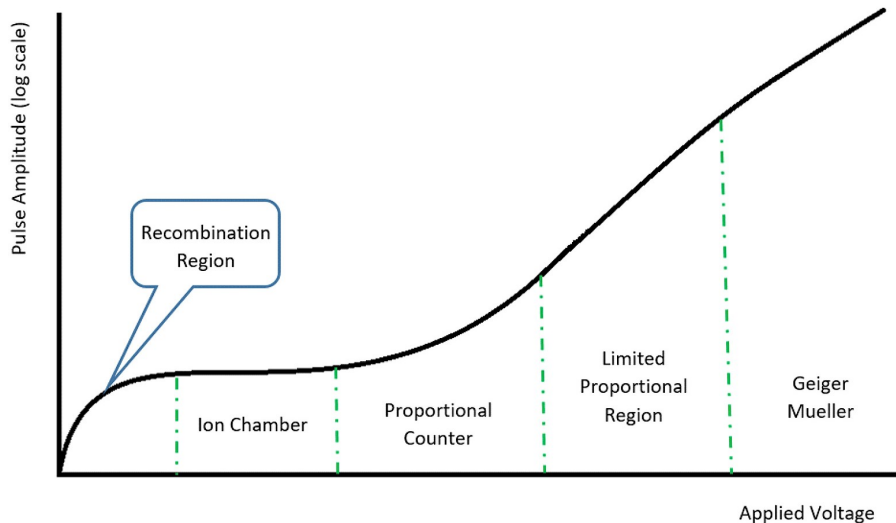 Pulse Amplitude (log scale)
Recombination
Region
Ion Chamber
Proportional
Counter
Limited
Proportional
Region
Geiger
Mueller
Applied Voltage